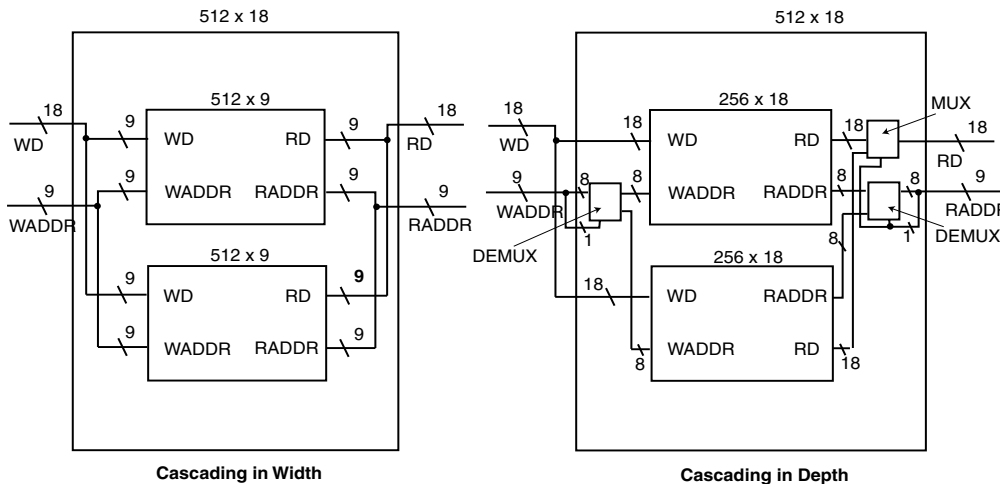 512 x 18
512 x 9
18
WD
9
WD
RD
9
18
RD
9
WADDR
9
WADDR
RADDR
9
9
RADDR
512 x 9
9
WD
RD
9
9
WADDR
RADDR
9
Cascading in Width
512 x 18
256 x 18
MUX
18
WD
18
WD
RD
18
18
RD
9
WADDR
8
8
WADDR
RADDR
8
8
9
RADDR
1
1
DEMUX
DEMUX
8
256 x 18
18
WD
RADDR
8
WADDR
RD
18
Cascading in Depth